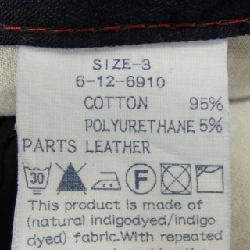 SIZE-3
6-12-6910
COTTON 95%
POLYURETHANE 5%
PARTS LEATHER
30 F
This product is made of
(natural indigodyed/indigo
dyed) fabric.With repeated